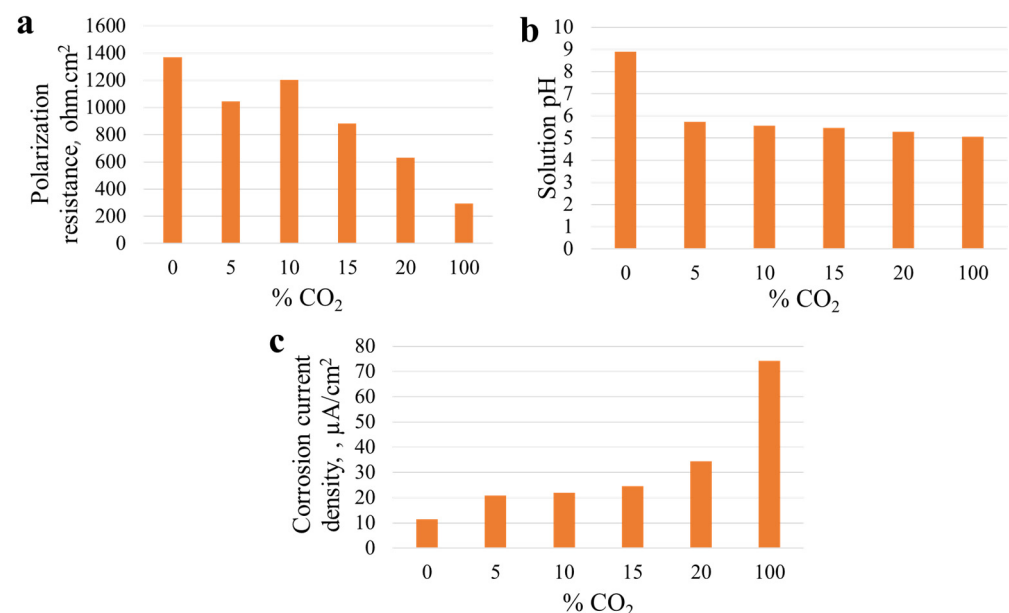 a
Polarization
resistance, ohm.cm²
1600
1400
1200
1000
800
600
400
200
0
0 5 10 15 20 100
% CO₂
b
Solution pH
10
9
8
7
6
5
4
3
2
1
0
0 5 10 15 20 100
% CO₂
c
Corrosion current
density, , µA/cm²
80
70
60
50
40
30
20
10
0
0 5 10 15 20 100
% CO₂